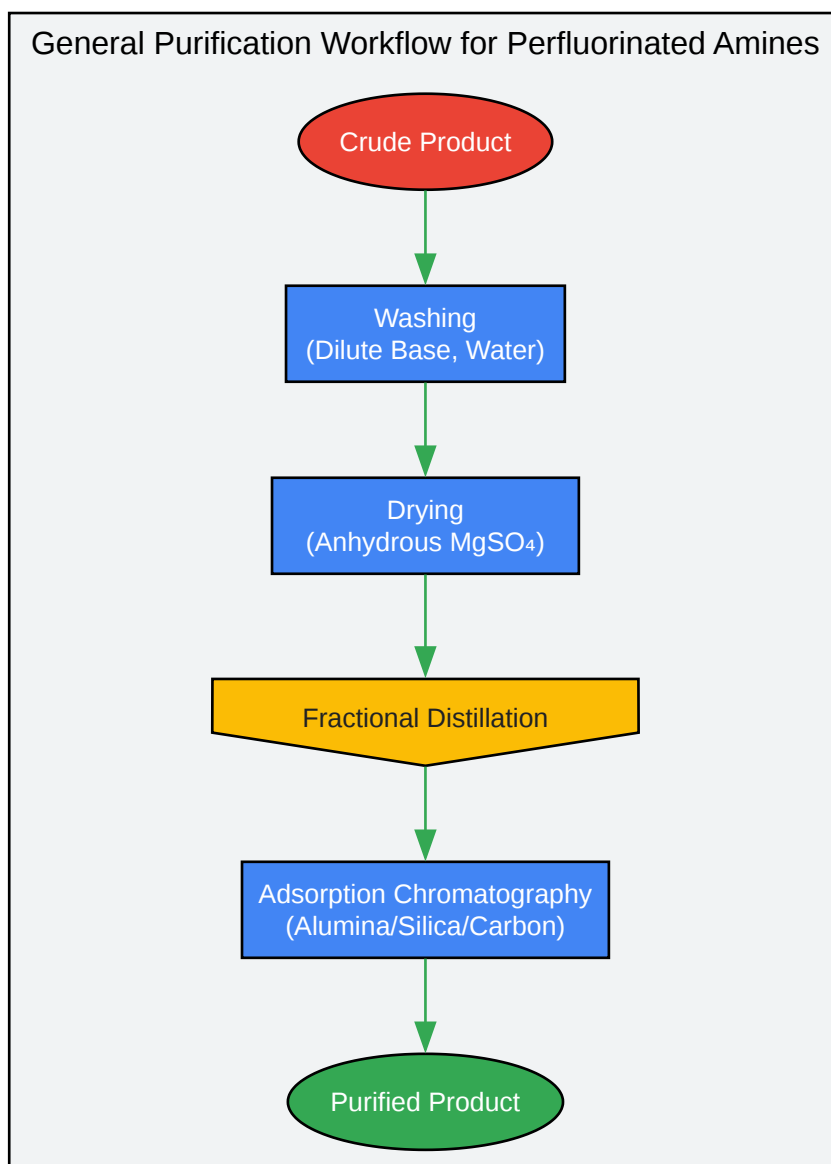 General Purification Workflow for Perfluorinated Amines
Crude Product
Washing
(Dilute Base, Water)
Drying
(Anhydrous MgSO₄)
Fractional Distillation
Adsorption Chromatography
(Alumina/Silica/Carbon)
Purified Product